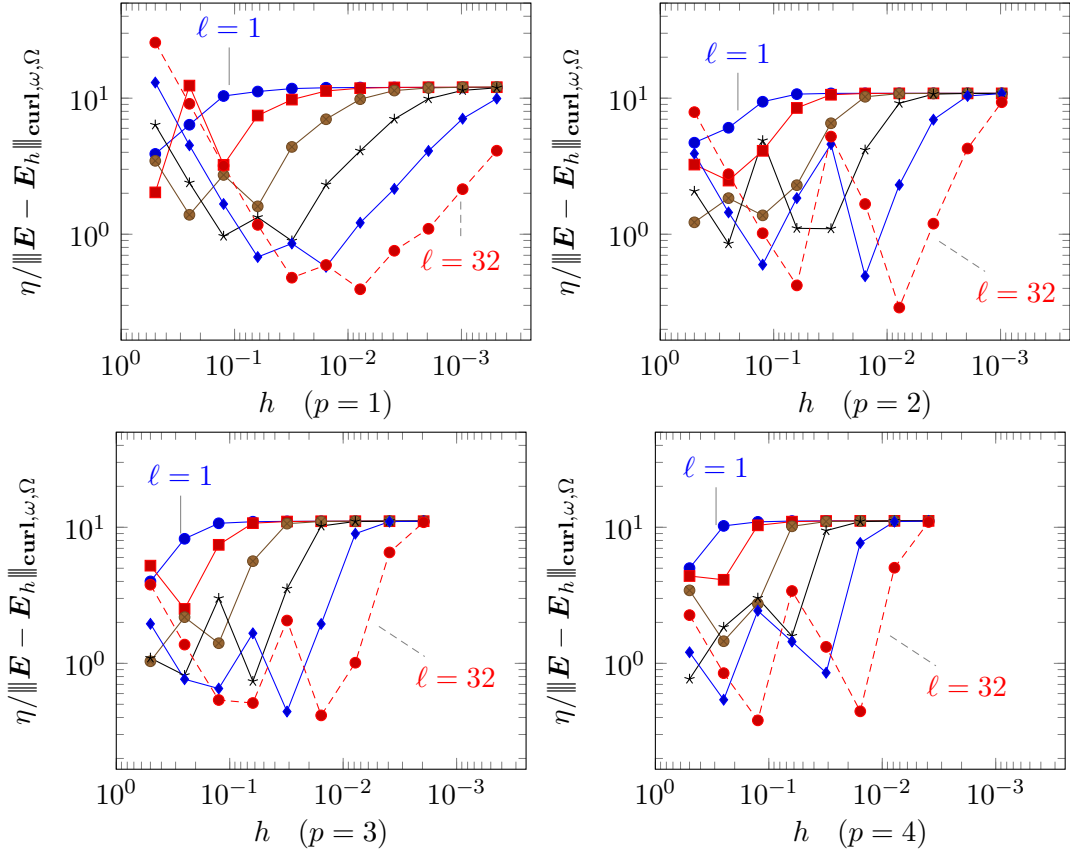 η/|||E − E_h|||_{curl,ω,Ω}
10^1
10^0
ℓ = 1
ℓ = 32
10^0 10^{-1} 10^{-2} 10^{-3}
h (p = 1)
η/|||E − E_h|||_{curl,ω,Ω}
10^1
10^0
ℓ = 1
ℓ = 32
10^0 10^{-1} 10^{-2} 10^{-3}
h (p = 2)
η/|||E − E_h|||_{curl,ω,Ω}
10^1
10^0
ℓ = 1
ℓ = 32
10^0 10^{-1} 10^{-2} 10^{-3}
h (p = 3)
η/|||E − E_h|||_{curl,ω,Ω}
10^1
10^0
ℓ = 1
ℓ = 32
10^0 10^{-1} 10^{-2} 10^{-3}
h (p = 4)